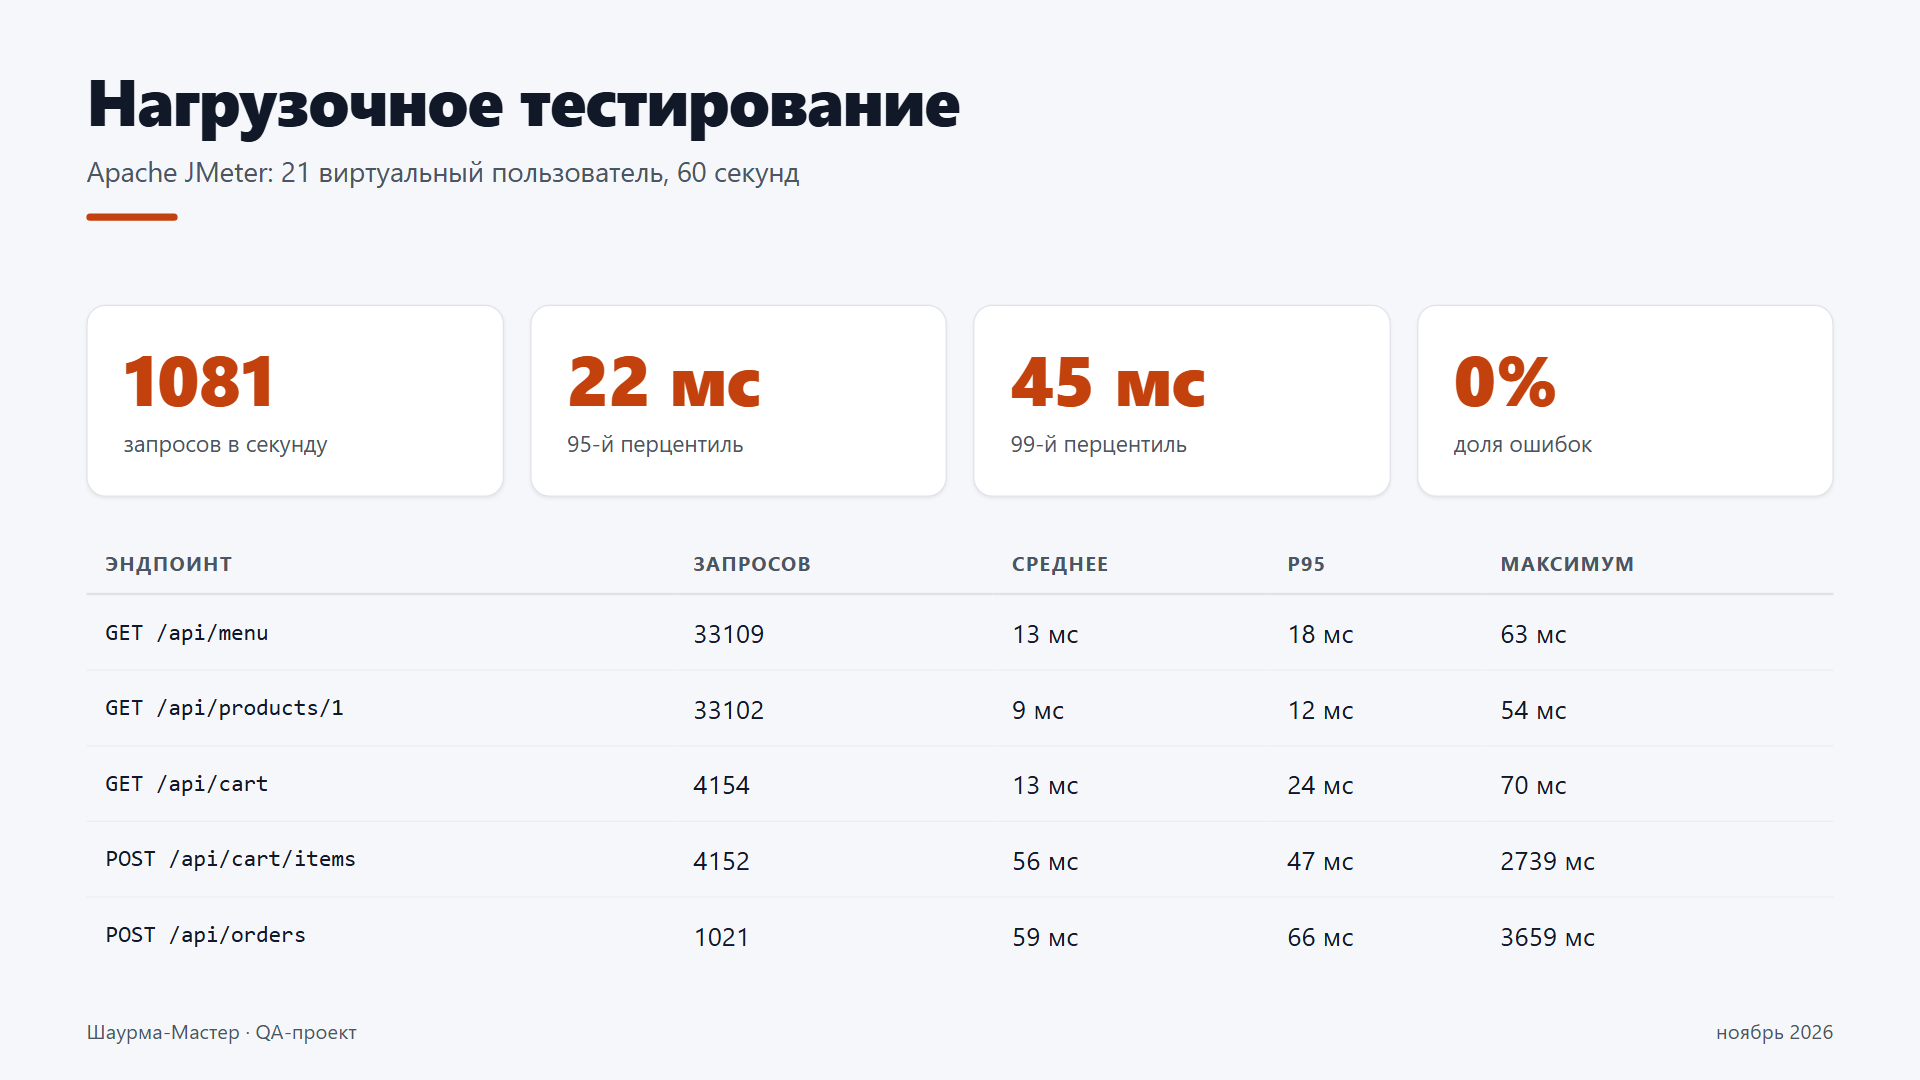 Нагрузочное тестирование
Apache JMeter: 21 виртуальный пользователь, 60 секунд
1081
запросов в секунду
22 мс
95-й перцентиль
45 мс
99-й перцентиль
0%
доля ошибок
ЭНДПОИНТ ЗАПРОСОВ СРЕДНЕЕ P95 МАКСИМУМ
GET /api/menu 33109 13 мс 18 мс 63 мс
GET /api/products/1 33102 9 мс 12 мс 54 мс
GET /api/cart 4154 13 мс 24 мс 70 мс
POST /api/cart/items 4152 56 мс 47 мс 2739 мс
POST /api/orders 1021 59 мс 66 мс 3659 мс
Шаурма-Мастер · QA-проект
ноябрь 2026